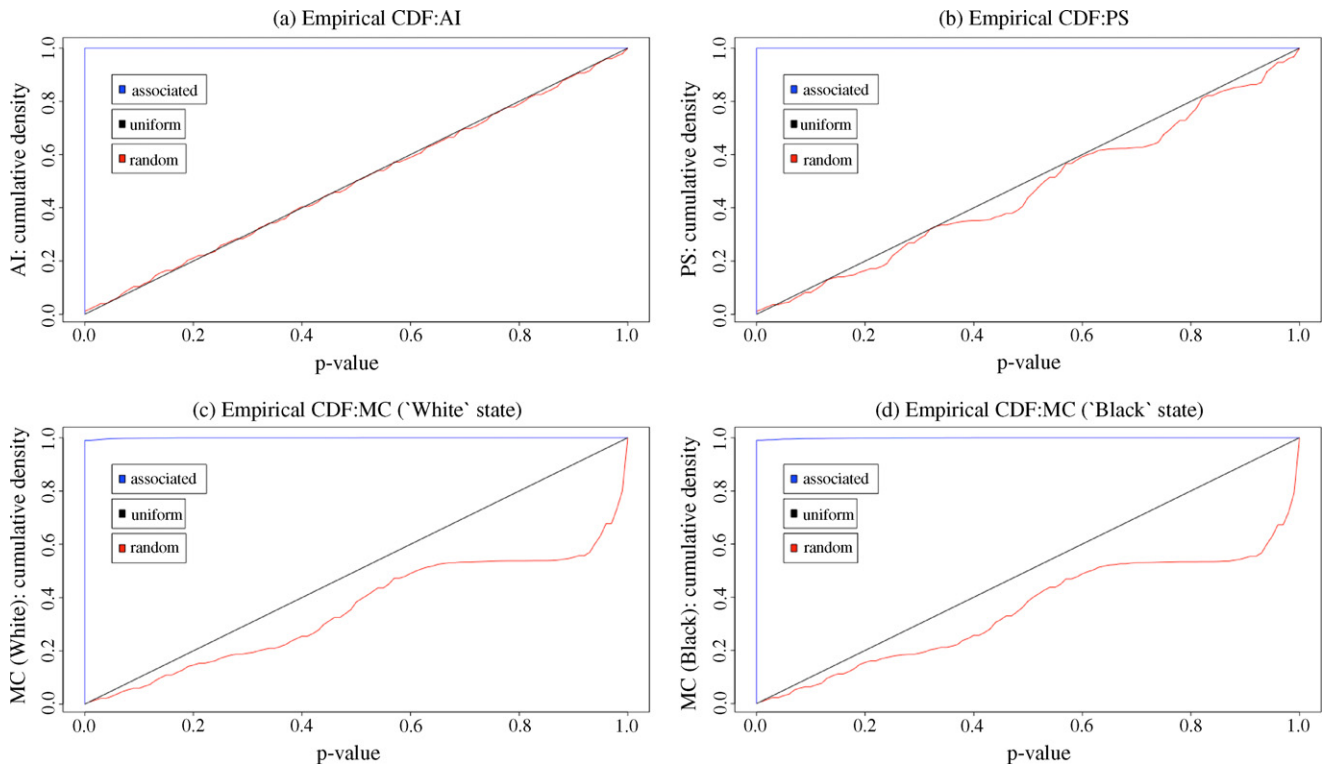 (a) Empirical CDF:AI
AI: cumulative density
1.0
0.8
0.6
0.4
0.2
0.0
associated
uniform
random
0.0 0.2 0.4 0.6 0.8 1.0
p-value
(b) Empirical CDF:PS
PS: cumulative density
1.0
0.8
0.6
0.4
0.2
0.0
associated
uniform
random
0.0 0.2 0.4 0.6 0.8 1.0
p-value
(c) Empirical CDF:MC (`White` state)
MC (White): cumulative density
1.0
0.8
0.6
0.4
0.2
0.0
associated
uniform
random
0.0 0.2 0.4 0.6 0.8 1.0
p-value
(d) Empirical CDF:MC (`Black` state)
MC (Black): cumulative density
1.0
0.8
0.6
0.4
0.2
0.0
associated
uniform
random
0.0 0.2 0.4 0.6 0.8 1.0
p-value